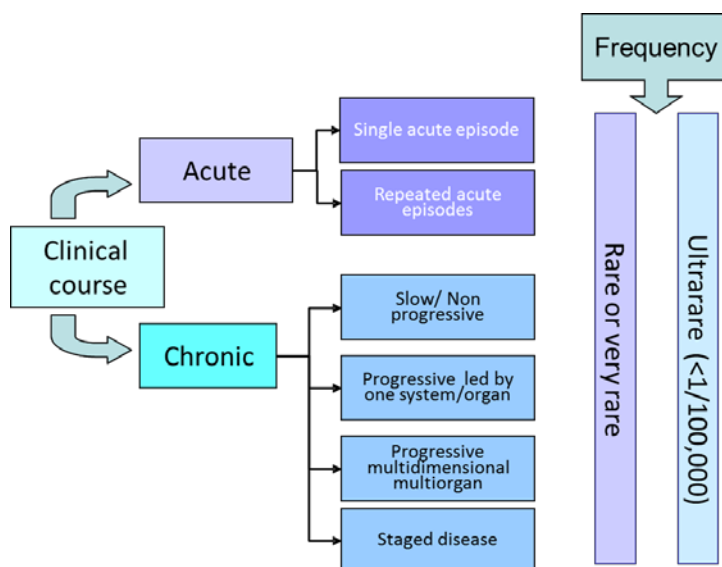 Frequency
Single acute episode
Acute
Repeated acute
episodes
Clinical
course
Slow/ Non
progressive
Chronic
Progressive led by
one system/organ
Progressive
multidimensional
multiorgan
Staged disease
Rare or very rare
Ultrarare (<1/100,000)